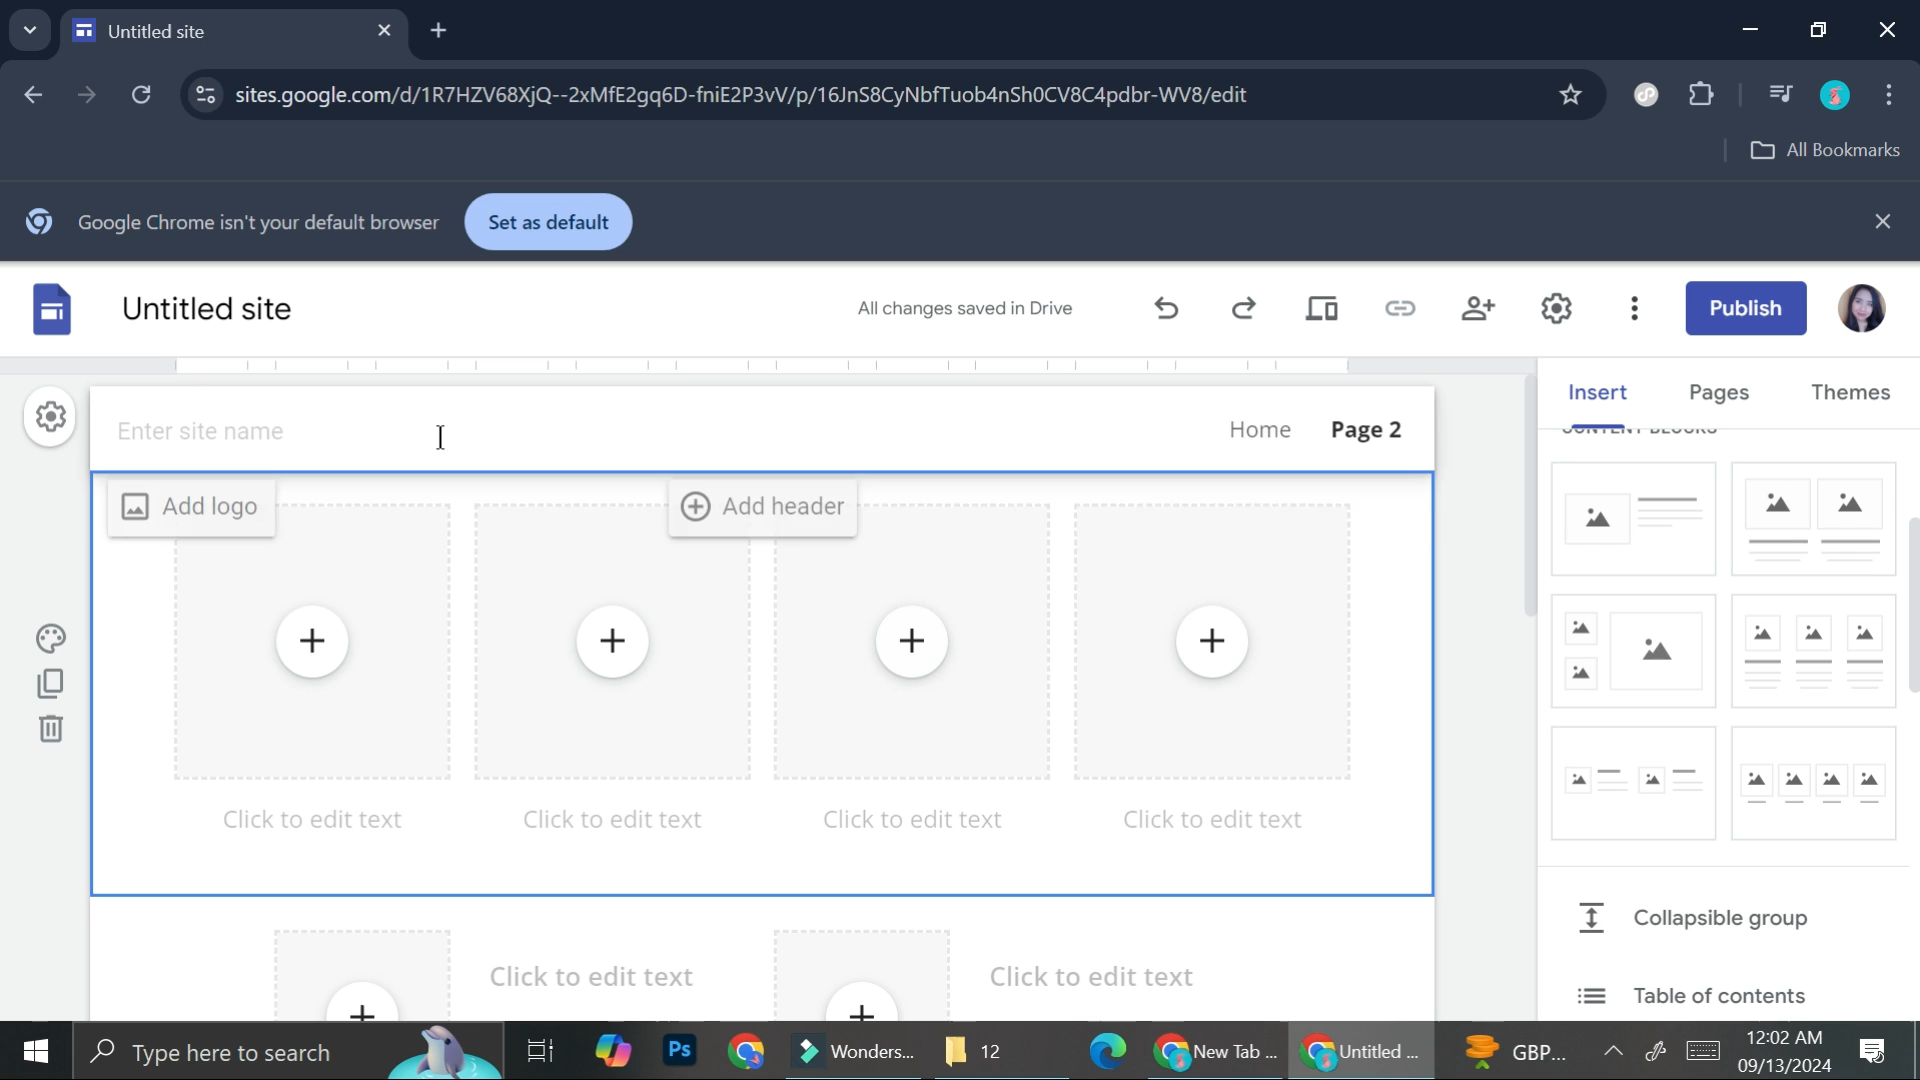 Untitled site
sites.google.com/d/1R7HZV68XjQ--2xMfE2gq6D-fniE2P3vV/p/16JnS8CyNbfTuob4nSh0CV8C4pdbr-WV8/edit
All Bookmarks
Google Chrome isn't your default browser
Set as default
Untitled site
All changes saved in Drive
Publish
Insert
Pages
Themes
Enter site name
Home
Page 2
CONTENT BLOCKS
Add logo
Add header
Click to edit text
Click to edit text
Click to edit text
Click to edit text
Collapsible group
Click to edit text
Click to edit text
Table of contents
Type here to search
Ps
Wonders...
12
New Tab ...
Untitled ...
GBP...
12:02 AM
09/13/2024